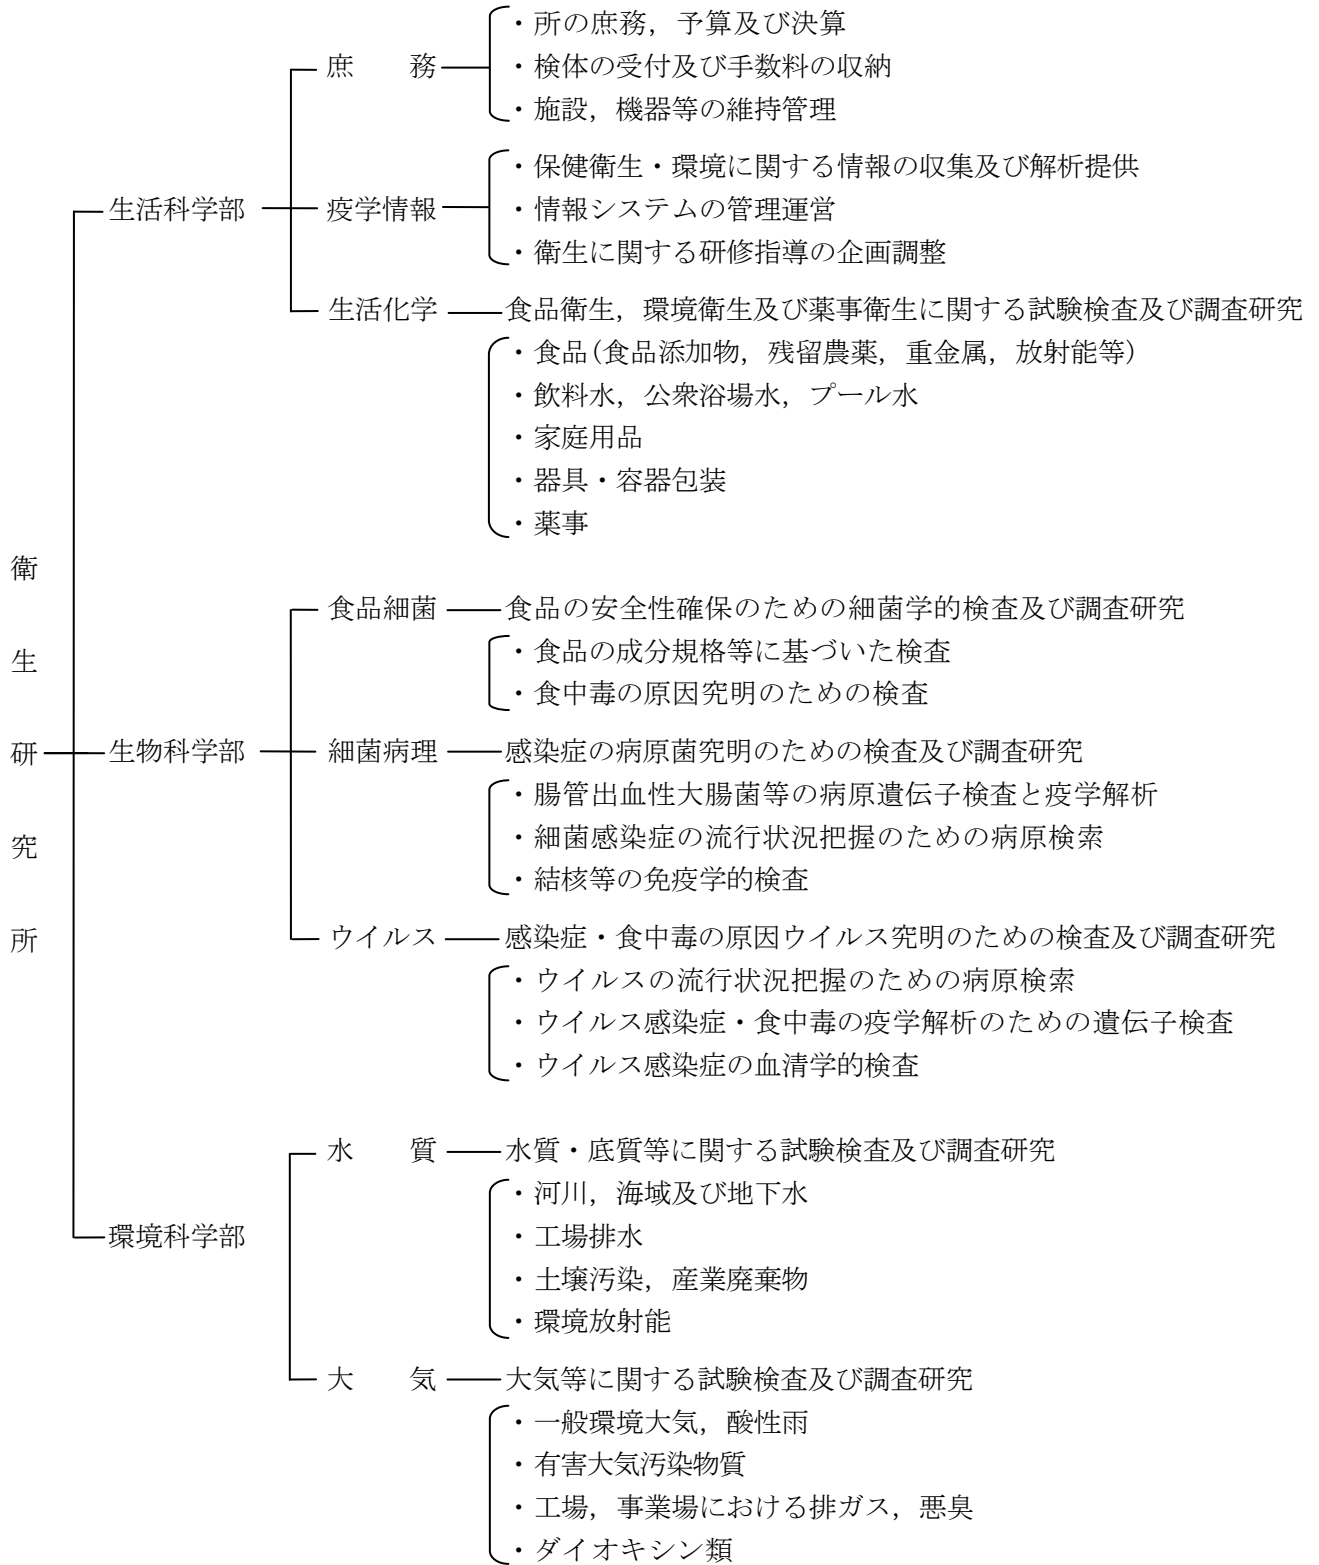 衛生研究所
生活科学部
庶　務
・所の庶務，予算及び決算
・検体の受付及び手数料の収納
・施設，機器等の維持管理
疫学情報
・保健衛生・環境に関する情報の収集及び解析提供
・情報システムの管理運営
・衛生に関する研修指導の企画調整
生活化学
食品衛生，環境衛生及び薬事衛生に関する試験検査及び調査研究
・食品(食品添加物，残留農薬，重金属，放射能等)
・飲料水，公衆浴場水，プール水
・家庭用品
・器具・容器包装
・薬事
生物科学部
食品細菌
食品の安全性確保のための細菌学的検査及び調査研究
・食品の成分規格等に基づいた検査
・食中毒の原因究明のための検査
細菌病理
感染症の病原菌究明のための検査及び調査研究
・腸管出血性大腸菌等の病原遺伝子検査と疫学解析
・細菌感染症の流行状況把握のための病原検索
・結核等の免疫学的検査
ウイルス
感染症・食中毒の原因ウイルス究明のための検査及び調査研究
・ウイルスの流行状況把握のための病原検索
・ウイルス感染症・食中毒の疫学解析のための遺伝子検査
・ウイルス感染症の血清学的検査
環境科学部
水　質
水質・底質等に関する試験検査及び調査研究
・河川，海域及び地下水
・工場排水
・土壌汚染，産業廃棄物
・環境放射能
大　気
大気等に関する試験検査及び調査研究
・一般環境大気，酸性雨
・有害大気汚染物質
・工場，事業場における排ガス，悪臭
・ダイオキシン類